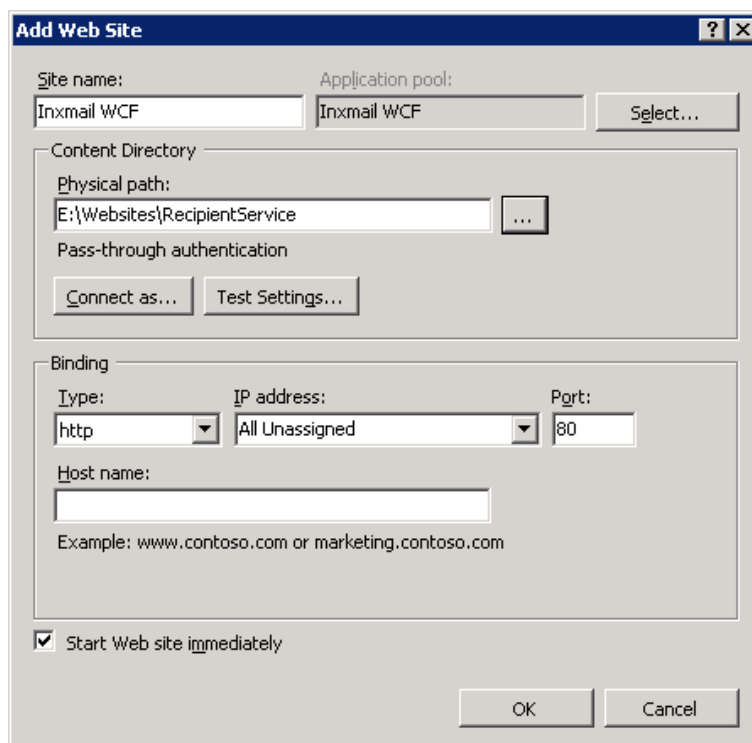 Add Web Site
Site name: Application pool:
Inxmail WCF Inxmail WCF Select...
Content Directory
Physical path:
E:\Websites\RecipientService ...
Pass-through authentication
Connect as... Test Settings...
Binding
Type: IP address: Port:
http All Unassigned 80
Host name:
Example: www.contoso.com or marketing.contoso.com
Start Web site immediately
OK Cancel